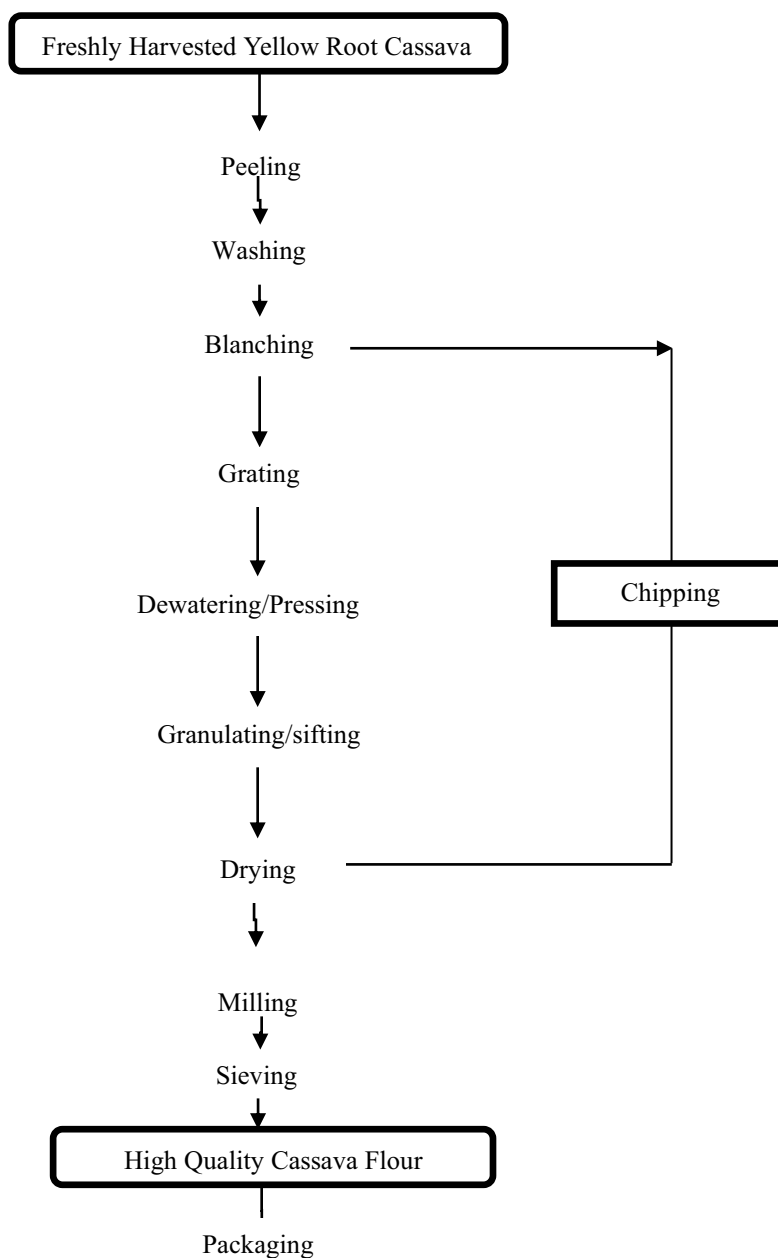 Freshly Harvested Yellow Root Cassava
Peeling
Washing
Blanching
Grating
Chipping
Dewatering/Pressing
Granulating/sifting
Drying
Milling
Sieving
High Quality Cassava Flour
Packaging